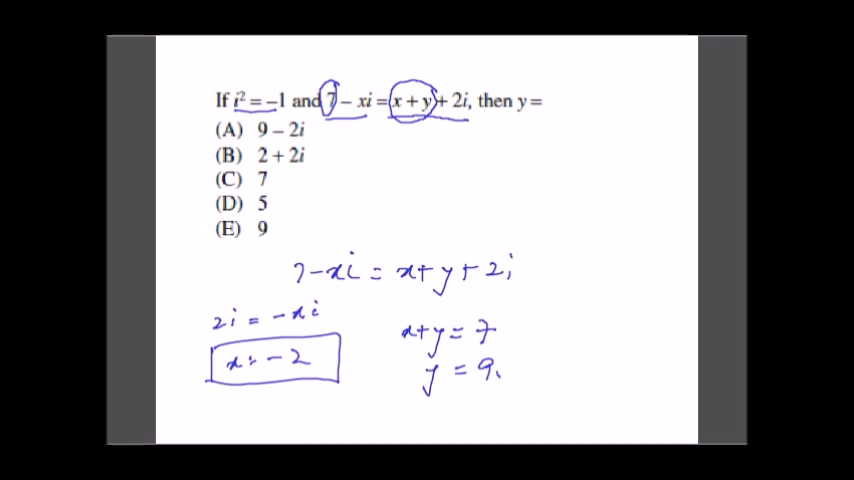 If i² = –1 and 7 – xi = x + y + 2i, then y =
(A) 9 – 2i
(B) 2 + 2i
(C) 7
(D) 5
(E) 9
7 - xi = x + y + 2i
2i = - xi
x = - 2
x + y = 7
y = 9.